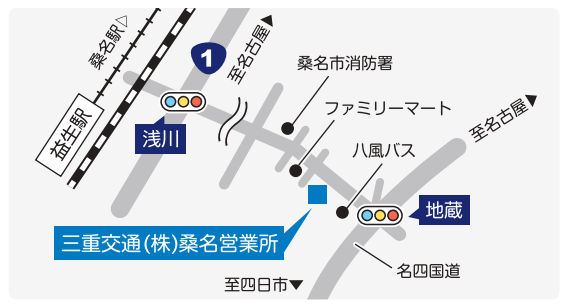 桑名駅△
益生駅
1
至名古屋▲
浅川
桑名市消防署
ファミリーマート
八風バス
至名古屋▶
地蔵
三重交通(株)桑名営業所
至四日市▼
名四国道